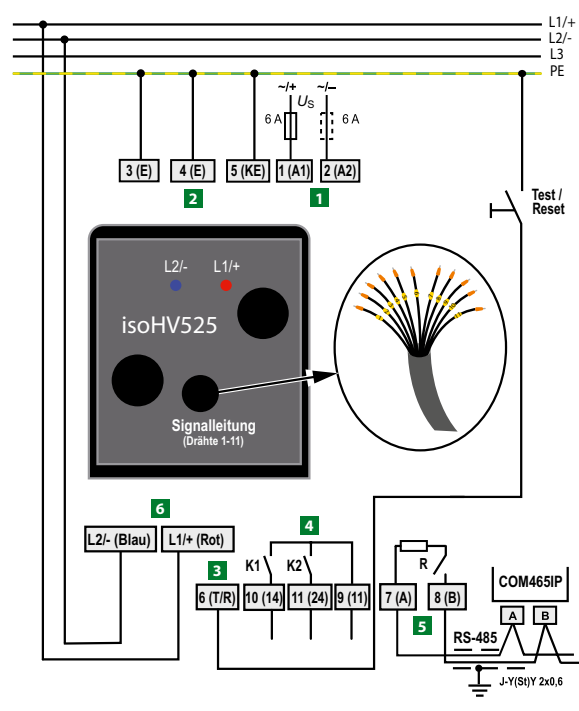 L1/+
L2/-
L3
PE
~/+
~/–
US
6 A
6 A
3 (E)
4 (E)
5 (KE)
1 (A1)
2 (A2)
2
1
Test /
Reset
L2/-
L1/+
isoHV525
Signalleitung
(Drähte 1-11)
6
4
L2/- (Blau)
L1/+ (Rot)
3
K1
K2
R
COM465IP
6 (T/R)
10 (14)
11 (24)
9 (11)
7 (A)
8 (B)
A
B
5
RS-485
J-Y(St)Y 2x0,6